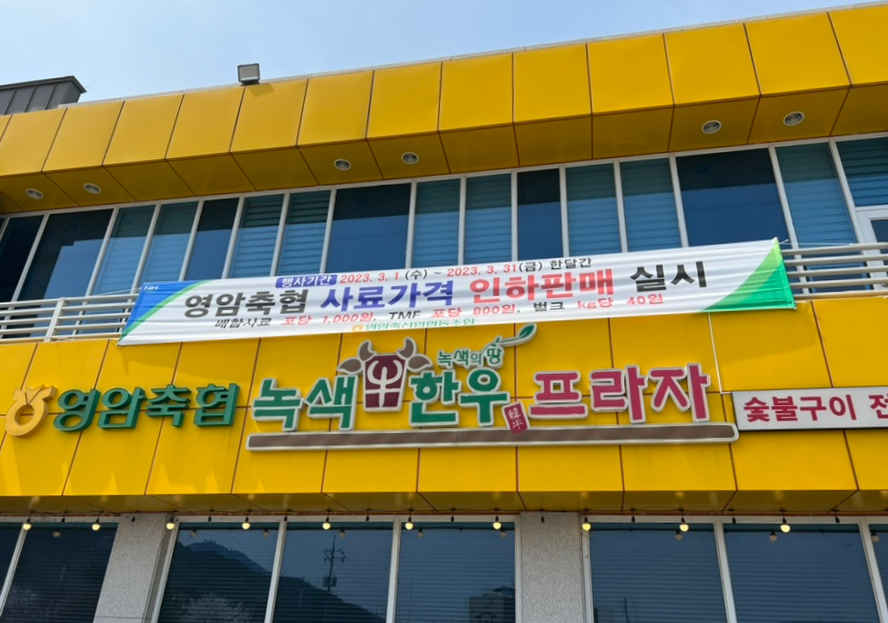 NH
행사기간 2023. 3. 1 (수) ~ 2023. 3. 31(금) 한달간
영암축협 사료가격 인하판매 실시
배합사료 포당 1,000원, TMF 포당 800원, 벌크 kg당 40원
영암축산업협동조합
녹색의 땅
영암축협 녹색 한우 프라자
韓牛
숯불구이 전